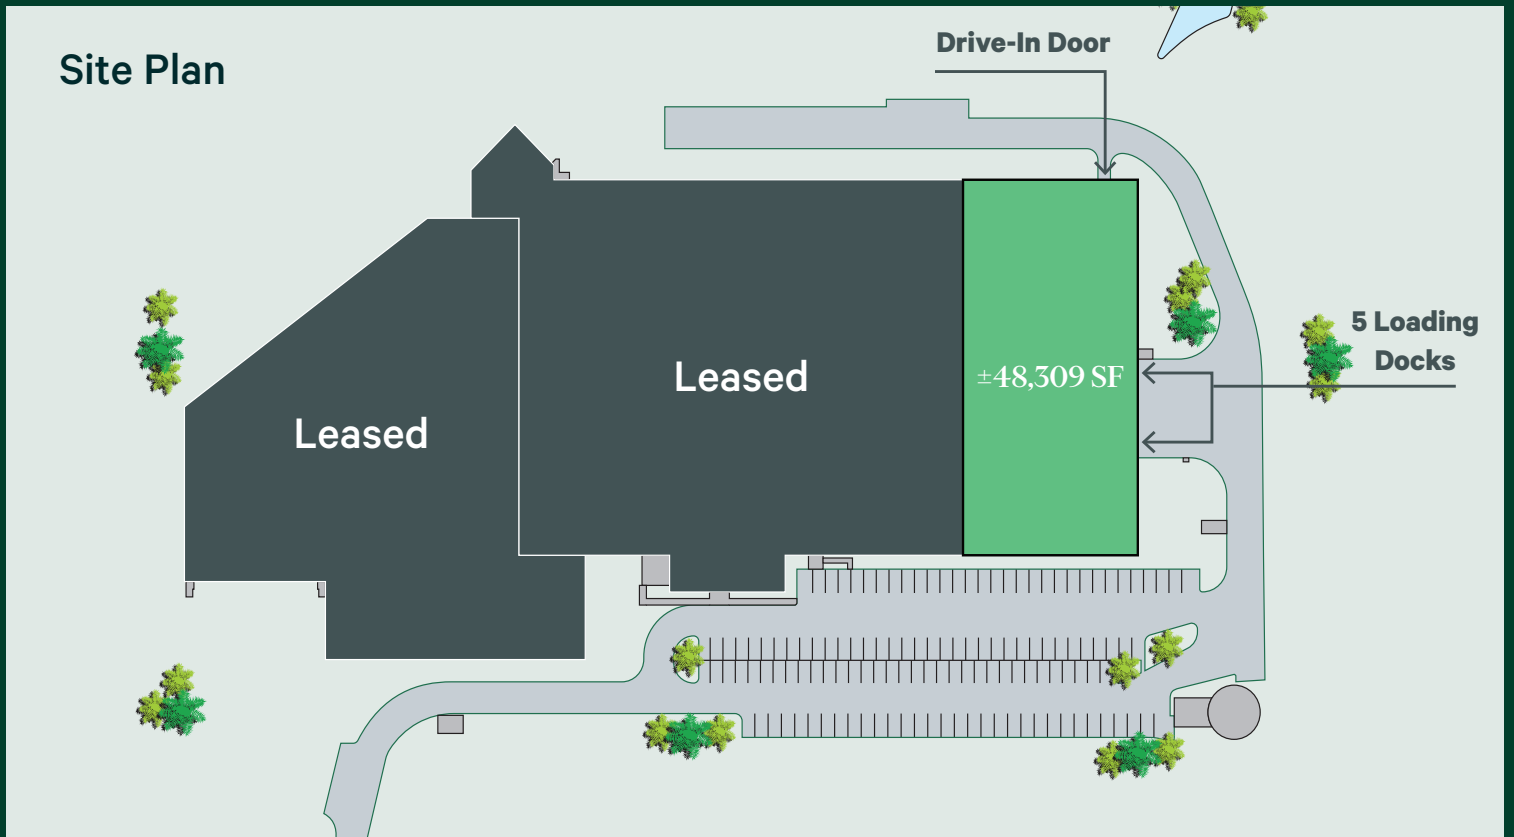 Site Plan
Drive-In Door
5 Loading
Docks
Leased
±48,309 SF
Leased